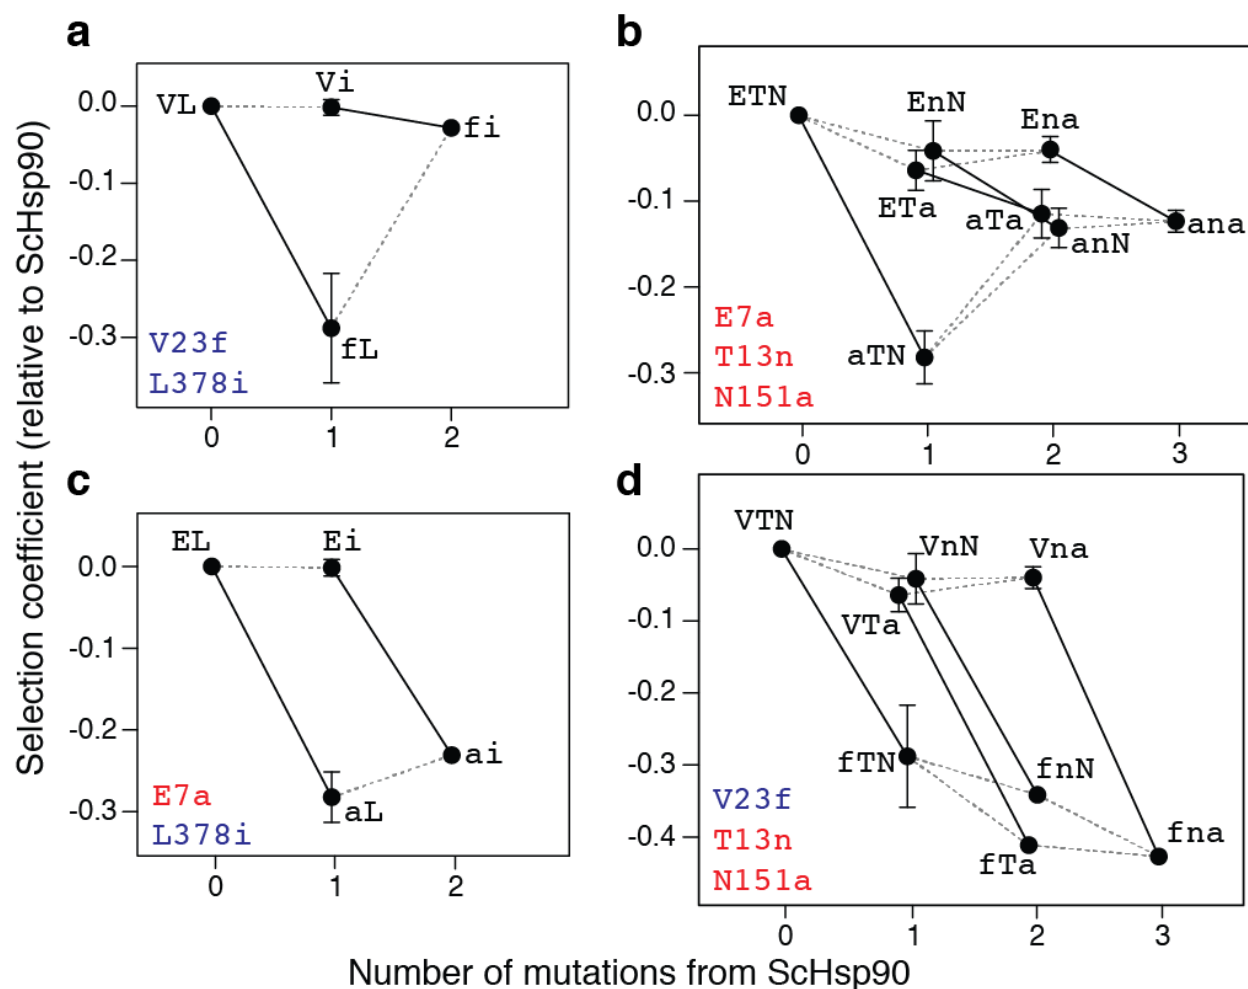 a
Selection coefficient (relative to ScHsp90)
0.0
-0.1
-0.2
-0.3
VL
Vi
fi
fL
V23f
L378i
0
1
2
b
0.0
-0.1
-0.2
-0.3
ETN
EnN
Ena
ETa
aTa
anN
ana
aTN
E7a
T13n
N151a
0
1
2
3
c
0.0
-0.1
-0.2
-0.3
EL
Ei
ai
aL
E7a
L378i
0
1
2
d
0.0
-0.1
-0.2
-0.3
-0.4
VTN
VnN
Vna
VTa
fTN
fnN
fTa
fna
V23f
T13n
N151a
0
1
2
3
Number of mutations from ScHsp90